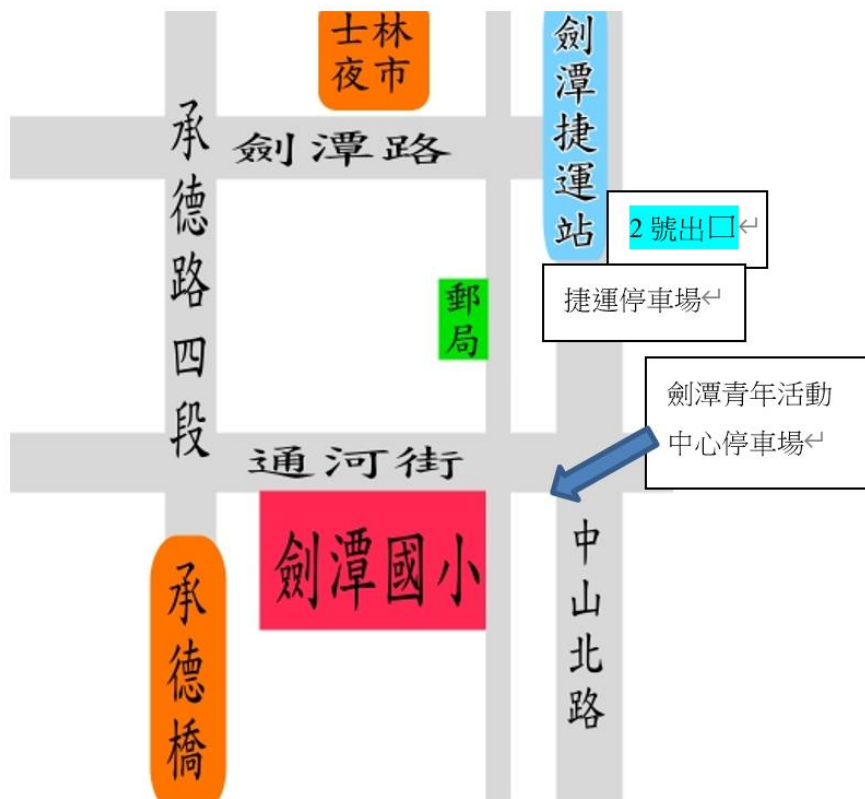 士林
夜市
劍潭捷運站
承德路四段
劍潭路
2 號出口↵
捷運停車場↵
郵局
劍潭青年活動
中心停車場↵
通河街
劍潭國小
中山北路
承德橋